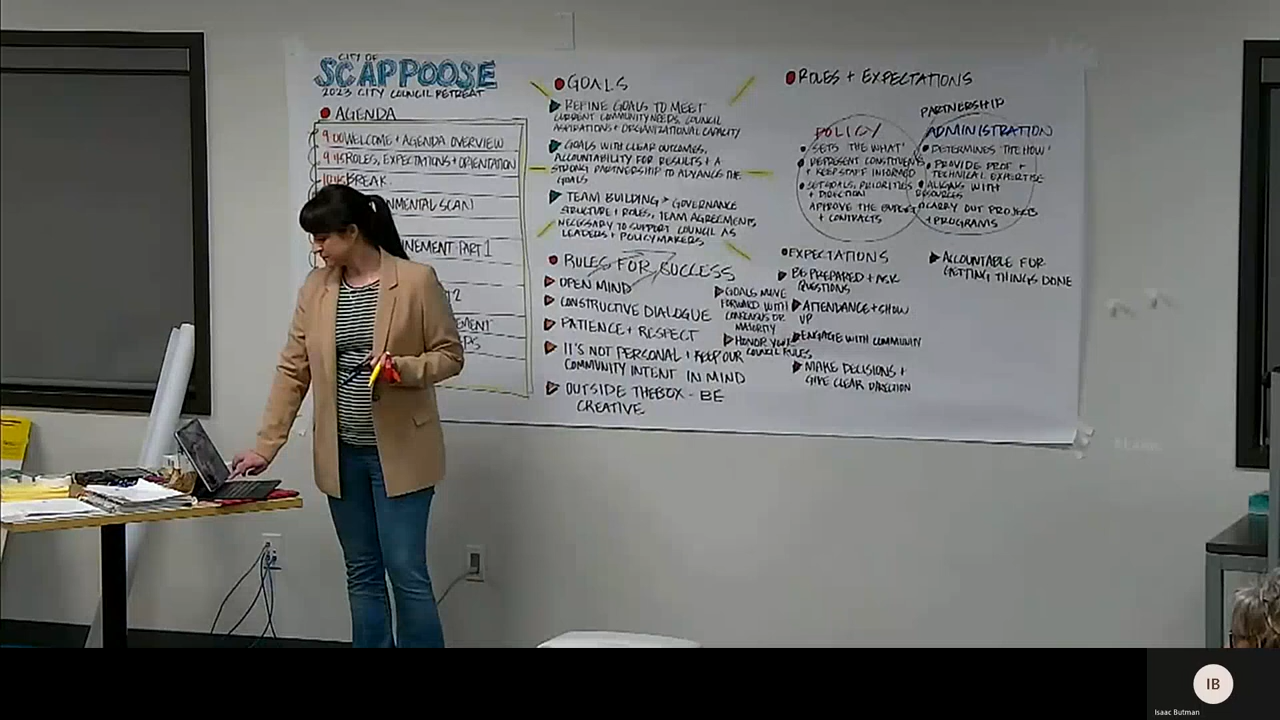 CITY OF
SCAPPOOSE
2023 CITY COUNCIL RETREAT
AGENDA
9:00 WELCOME + AGENDA OVERVIEW
9:15 ROLES, EXPECTATIONS + ORIENTATION
BREAK
NMENTAL SCAN
NEMENT PART 1
2
GOALS
REFINE GOALS TO MEET
CURRENT COMMUNITY NEEDS, COUNCIL
ASPIRATIONS + ORGANIZATIONAL CAPACITY
GOALS WITH CLEAR OUTCOMES,
ACCOUNTABILITY FOR RESULTS + A
STRONG PARTNERSHIP TO ADVANCE THE
GOALS
TEAM BUILDING > GOVERNANCE
STRUCTURE + ROLES, TEAM AGREEMENTS
NECESSARY TO SUPPORT COUNCIL AS
LEADERS + POLICYMAKERS
RULES FOR SUCCESS
OPEN MIND
CONSTRUCTIVE DIALOGUE
PATIENCE + RESPECT
IT'S NOT PERSONAL + KEEP OUR
COMMUNITY INTENT IN MIND
OUTSIDE THE BOX - BE
CREATIVE
GOALS MOVE
FORWARD WITH
CONSENSUS OR
MAJORITY
HONOR YOUR
COUNCIL RULES
ROLES + EXPECTATIONS
PARTNERSHIP
POLICY
SETS "THE WHAT"
REPRESENT CONSTITUENTS
+ KEEP STAFF INFORMED
SET GOALS, PRIORITIES
+ DIRECTION
APPROVE THE BUDGET
+ CONTRACTS
ADMINISTRATION
DETERMINES "THE HOW"
PROVIDE PROF +
TECHNICAL EXPERTISE
ALIGNS WITH
RESOURCES
CARRY OUT PROJECTS
+ PROGRAMS
EXPECTATIONS
BE PREPARED + ASK
QUESTIONS
ATTENDANCE + SHOW
UP
ENGAGE WITH COMMUNITY
MAKE DECISIONS +
GIVE CLEAR DIRECTION
ACCOUNTABLE FOR
GETTING THINGS DONE
IB
Isaac Butman